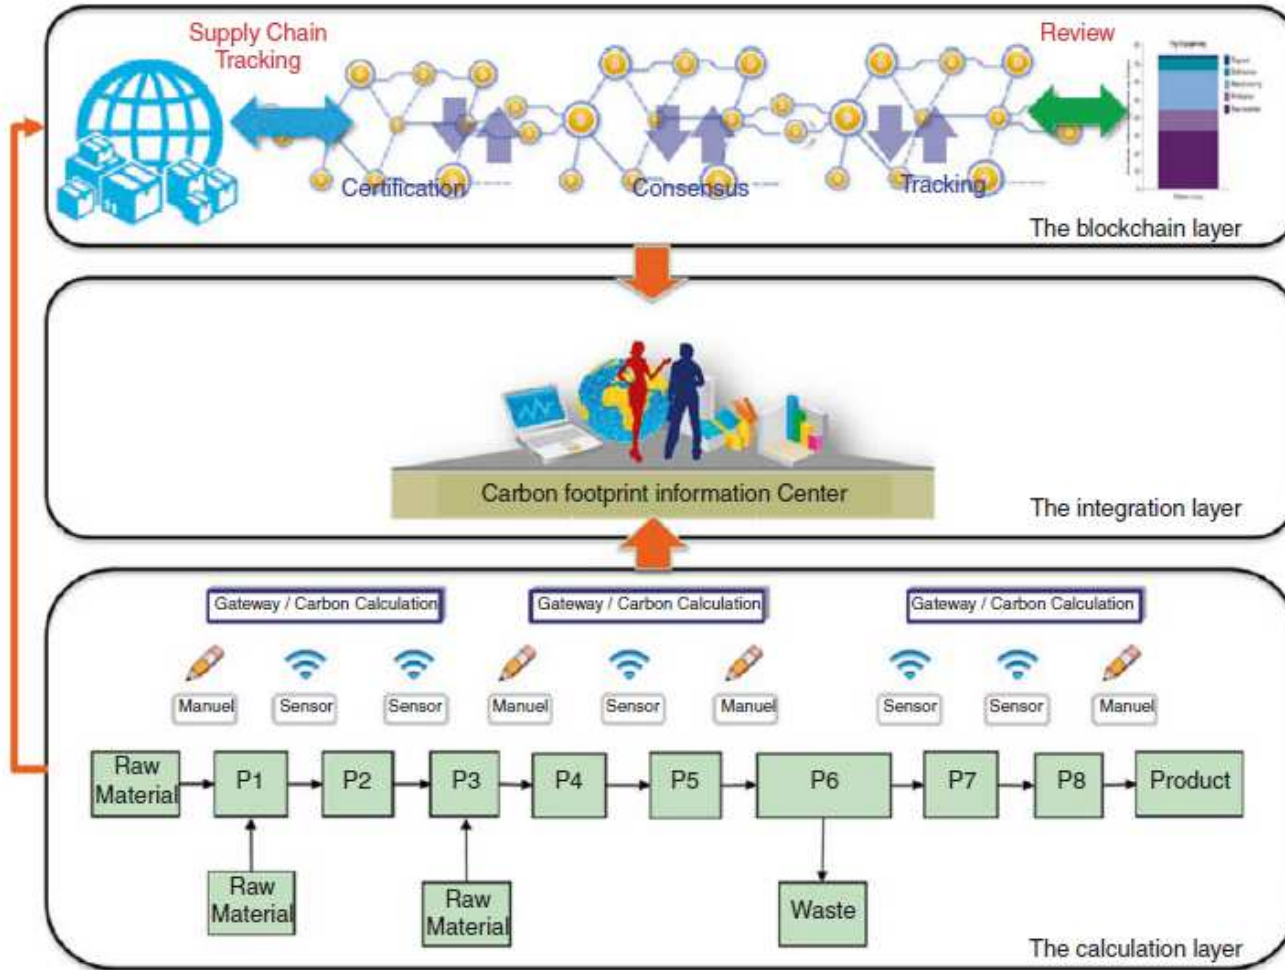 Supply Chain
Tracking
Review
Certification
Consensus
Tracking
The blockchain layer
Carbon footprint information Center
The integration layer
Gateway / Carbon Calculation
Gateway / Carbon Calculation
Gateway / Carbon Calculation
Manuel
Sensor
Sensor
Manuel
Sensor
Manuel
Sensor
Sensor
Manuel
Raw
Material
P1
P2
P3
P4
P5
P6
P7
P8
Product
Raw
Material
Raw
Material
Waste
The calculation layer